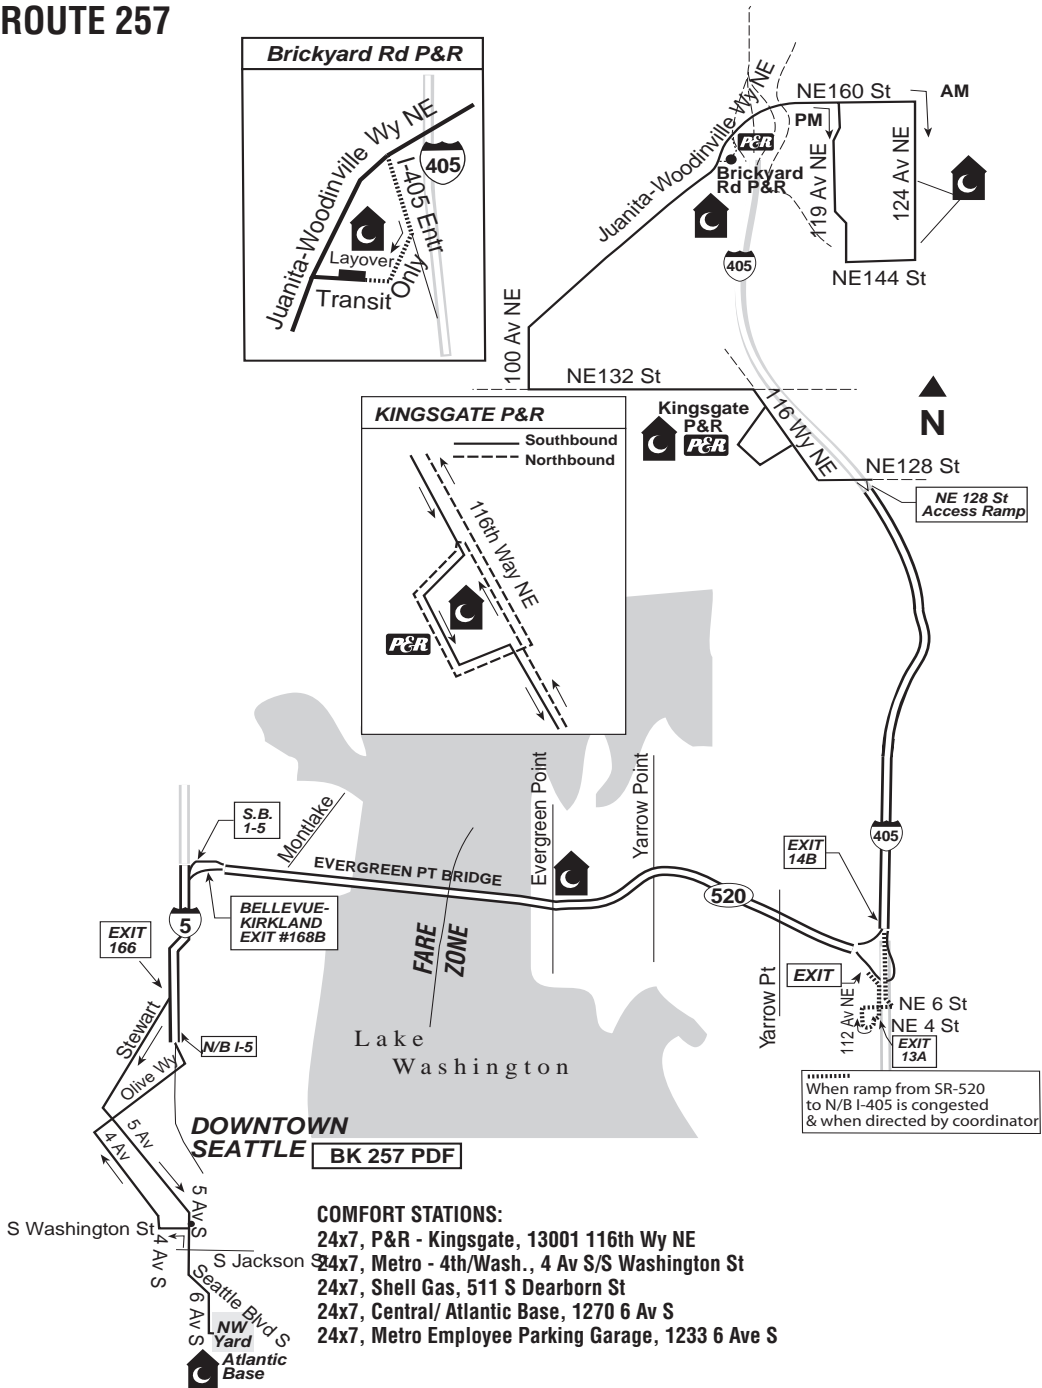 ROUTE 257
Brickyard Rd P&R
Juanita-Woodinville Wy NE
405
I-405 Entr
Only
Layover
Transit
Juanita-Woodinville Wy NE
NE160 St
AM
PM
P&R
Brickyard
Rd P&R
119 Av NE
124 Av NE
NE144 St
405
100 Av NE
NE132 St
116 Wy NE
Kingsgate
P&R
P&R
N
NE128 St
NE 128 St
Access Ramp
KINGSGATE P&R
Southbound
Northbound
116th Way NE
P&R
Evergreen Point
Yarrow Point
S.B.
1-5
Montlake
EVERGREEN PT BRIDGE
BELLEVUE-
KIRKLAND
EXIT #168B
5
EXIT
166
FARE
ZONE
520
405
EXIT
14B
EXIT
Yarrow Pt
112 Av NE
NE 6 St
NE 4 St
EXIT
13A
When ramp from SR-520
to N/B I-405 is congested
& when directed by coordinator
Lake
Washington
Stewart
N/B I-5
Olive Wy
DOWNTOWN
SEATTLE
BK 257 PDF
5 Av
4 Av
5 Av S
S Washington St
4 Av S
S Jackson St
Seattle Blvd S
6 Av S
NW
Yard
Atlantic
Base
COMFORT STATIONS:
24x7, P&R - Kingsgate, 13001 116th Wy NE
24x7, Metro - 4th/Wash., 4 Av S/S Washington St
24x7, Shell Gas, 511 S Dearborn St
24x7, Central/ Atlantic Base, 1270 6 Av S
24x7, Metro Employee Parking Garage, 1233 6 Ave S